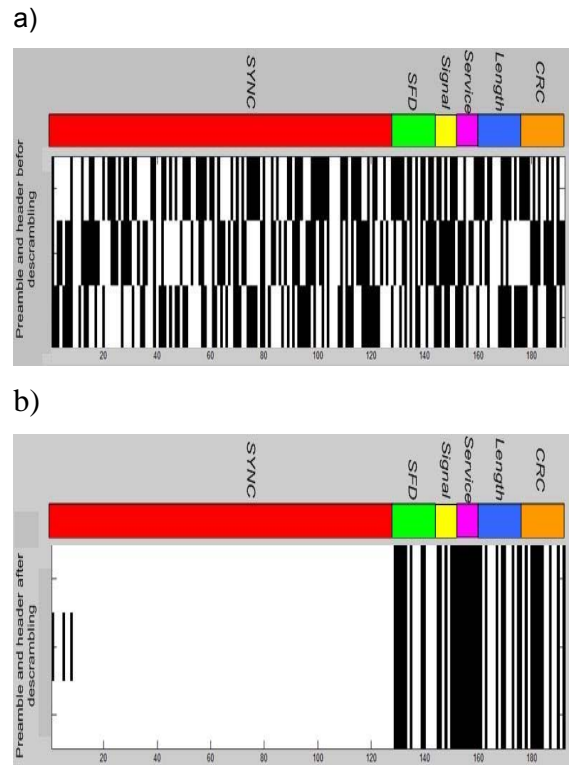 a)
SYNC
SFD
Signal
Service
Length
CRC
Preamble and header befor
descrambling
20 40 60 80 100 120 140 160 180
b)
SYNC
SFD
Signal
Service
Length
CRC
Preamble and header after
descrambling
20 40 60 80 100 120 140 160 180